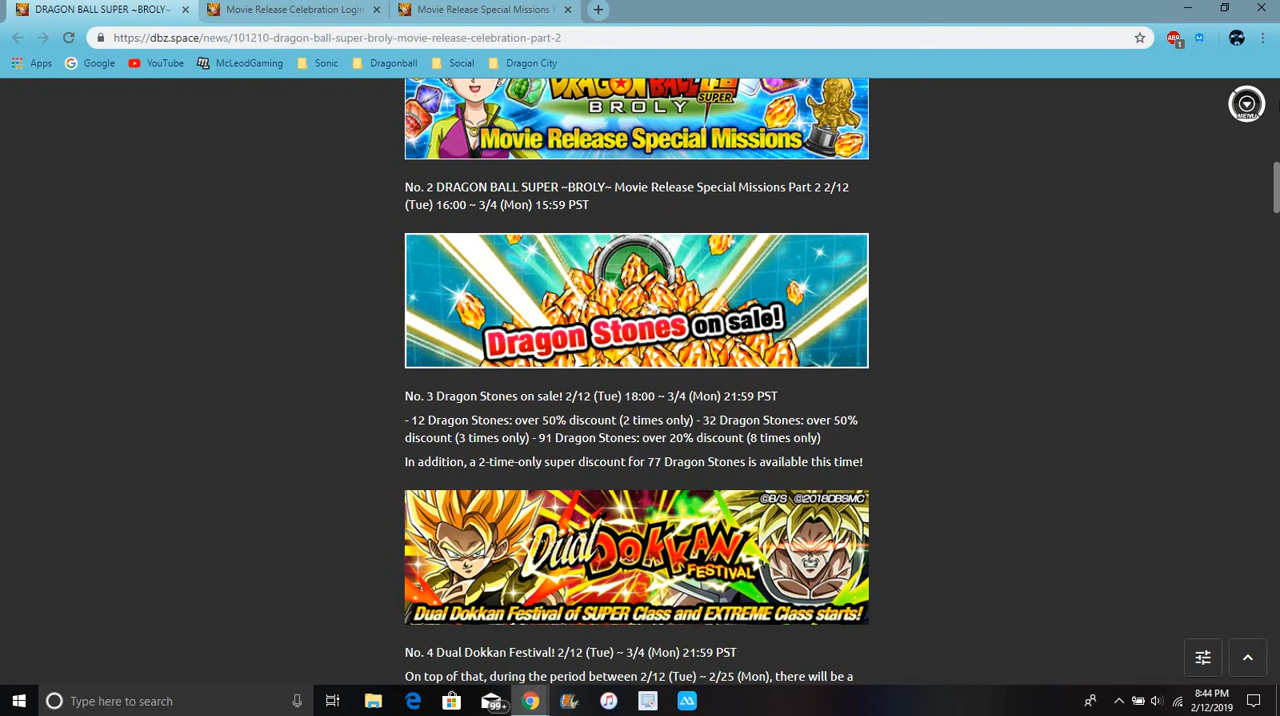 DRAGON BALL SUPER ~BROLY~
Movie Release Celebration Login
Movie Release Special Missions
https://dbz.space/news/101210-dragon-ball-super-broly-movie-release-celebration-part-2
ABP
1
Apps
Google
YouTube
McLeodGaming
Sonic
Dragonball
Social
Dragon City
DRAGON BALL SUPER
BROLY
Movie Release Special Missions
MENU
No. 2 DRAGON BALL SUPER ~BROLY~ Movie Release Special Missions Part 2 2/12
(Tue) 16:00 ~ 3/4 (Mon) 15:59 PST
Dragon Stones on sale!
No. 3 Dragon Stones on sale! 2/12 (Tue) 18:00 ~ 3/4 (Mon) 21:59 PST
- 12 Dragon Stones: over 50% discount (2 times only) - 32 Dragon Stones: over 50%
discount (3 times only) - 91 Dragon Stones: over 20% discount (8 times only)
In addition, a 2-time-only super discount for 77 Dragon Stones is available this time!
©B/S ©2018DBSMC
Dual DOKKAN
FESTIVAL
Dual Dokkan Festival of SUPER Class and EXTREME Class starts!
No. 4 Dual Dokkan Festival! 2/12 (Tue) ~ 3/4 (Mon) 21:59 PST
On top of that, during the period between 2/12 (Tue) ~ 2/25 (Mon), there will be a
Type here to search
99+
8:44 PM
2/12/2019